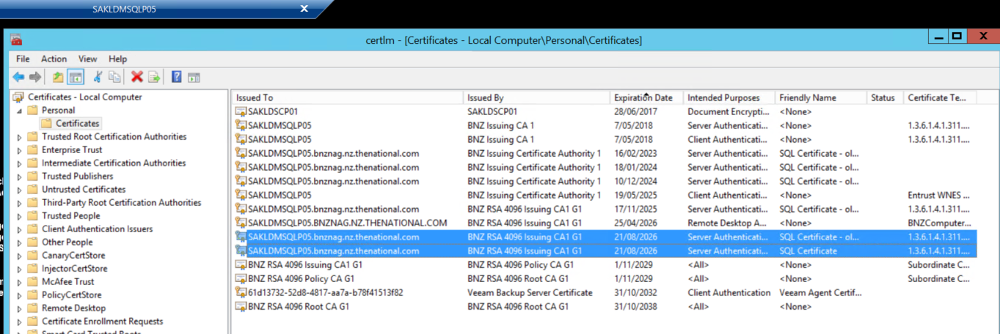 SAKLDMSQLP05 X
certlm - [Certificates - Local Computer\Personal\Certificates]
File Action View Help
Certificates - Local Computer
Personal
Certificates
Trusted Root Certification Authorities
Enterprise Trust
Intermediate Certification Authorities
Trusted Publishers
Untrusted Certificates
Third-Party Root Certification Authorities
Trusted People
Client Authentication Issuers
Other People
CanaryCertStore
InjectorCertStore
McAfee Trust
PolicyCertStore
Remote Desktop
Certificate Enrollment Requests
Smart Card Trusted Roots
Issued To Issued By Expiration Date Intended Purposes Friendly Name Status Certificate Te...
SAKLDSCP01 SAKLDSCP01 28/06/2017 Document Encrypti... <None>
SAKLDMSQLP05 BNZ Issuing CA 1 7/05/2018 Server Authenticati... <None> 1.3.6.1.4.1.311....
SAKLDMSQLP05 BNZ Issuing CA 1 7/05/2018 Client Authenticati... <None> 1.3.6.1.4.1.311....
SAKLDMSQLP05.bnznag.nz.thenational.com BNZ Issuing Certificate Authority 1 16/02/2023 Server Authenticati... SQL Certificate - ol...
SAKLDMSQLP05.bnznag.nz.thenational.com BNZ Issuing Certificate Authority 1 18/01/2024 Server Authenticati... SQL Certificate - ol...
SAKLDMSQLP05.bnznag.nz.thenational.com BNZ Issuing Certificate Authority 1 10/12/2024 Server Authenticati... SQL Certificate - ol...
SAKLDMSQLP05 BNZ Issuing Certificate Authority 1 19/05/2025 Client Authenticati... <None> Entrust WNES ...
SAKLDMSQLP05.bnznag.nz.thenational.com BNZ RSA 4096 Issuing CA1 G1 17/11/2025 Server Authenticati... SQL Certificate - ol... 1.3.6.1.4.1.311....
SAKLDMSQLP05.BNZNAG.NZ.THENATIONAL.COM BNZ RSA 4096 Issuing CA1 G1 25/04/2026 Remote Desktop A... <None> BNZComputer...
SAKLDMSQLP05.bnznag.nz.thenational.com BNZ RSA 4096 Issuing CA1 G1 21/08/2026 Server Authenticati... SQL Certificate - ol... 1.3.6.1.4.1.311....
SAKLDMSQLP05.bnznag.nz.thenational.com BNZ RSA 4096 Issuing CA1 G1 21/08/2026 Server Authenticati... SQL Certificate 1.3.6.1.4.1.311....
BNZ RSA 4096 Issuing CA1 G1 BNZ RSA 4096 Policy CA G1 1/11/2029 <All> <None> Subordinate C...
BNZ RSA 4096 Policy CA G1 BNZ RSA 4096 Root CA G1 1/11/2029 <All> <None> Subordinate C...
61d13732-52d8-4817-aa7a-b78f41513f82 Veeam Backup Server Certificate 31/10/2032 Client Authentication Veeam Agent Certif...
BNZ RSA 4096 Root CA G1 BNZ RSA 4096 Root CA G1 31/10/2038 <All> <None>